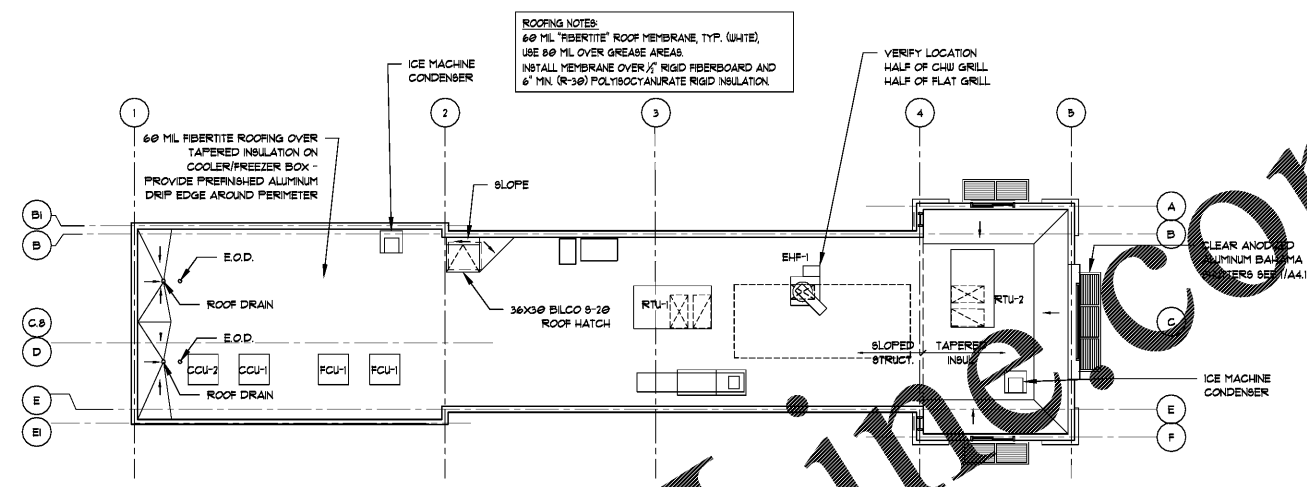 ROOFING NOTES:
60 MIL "FIBERTITE" ROOF MEMBRANE, TYP. (WHITE),
USE 80 MIL OVER GREASE AREAS.
INSTALL MEMBRANE OVER 1/2" RIGID FIBERBOARD AND
6" MIN. (R-30) POLYISOCYANURATE RIGID INSULATION.
ICE MACHINE
CONDENSER
VERIFY LOCATION
HALF OF CHW GRILL
HALF OF FLAT GRILL
1
2
3
4
5
60 MIL FIBERTITE ROOFING OVER
TAPERED INSULATION ON
COOLER/FREEZER BOX -
PROVIDE PREFINISHED ALUMINUM
DRIP EDGE AROUND PERIMETER
SLOPE
B1
B
A
B
CLEAR ANODIZED
ALUMINUM BAHAMA
SHUTTERS SEE 1/A4.1
E.O.D.
EHF-1
ROOF DRAIN
36X30 BILCO S-20
ROOF HATCH
RTU-1
RTU-2
C.8
D
C
E.O.D.
SLOPED
STRUCT.
TAPERED
INSUL.
CCU-2
CCU-1
FCU-1
FCU-1
ROOF DRAIN
ICE MACHINE
CONDENSER
E
E1
E
F
line.co